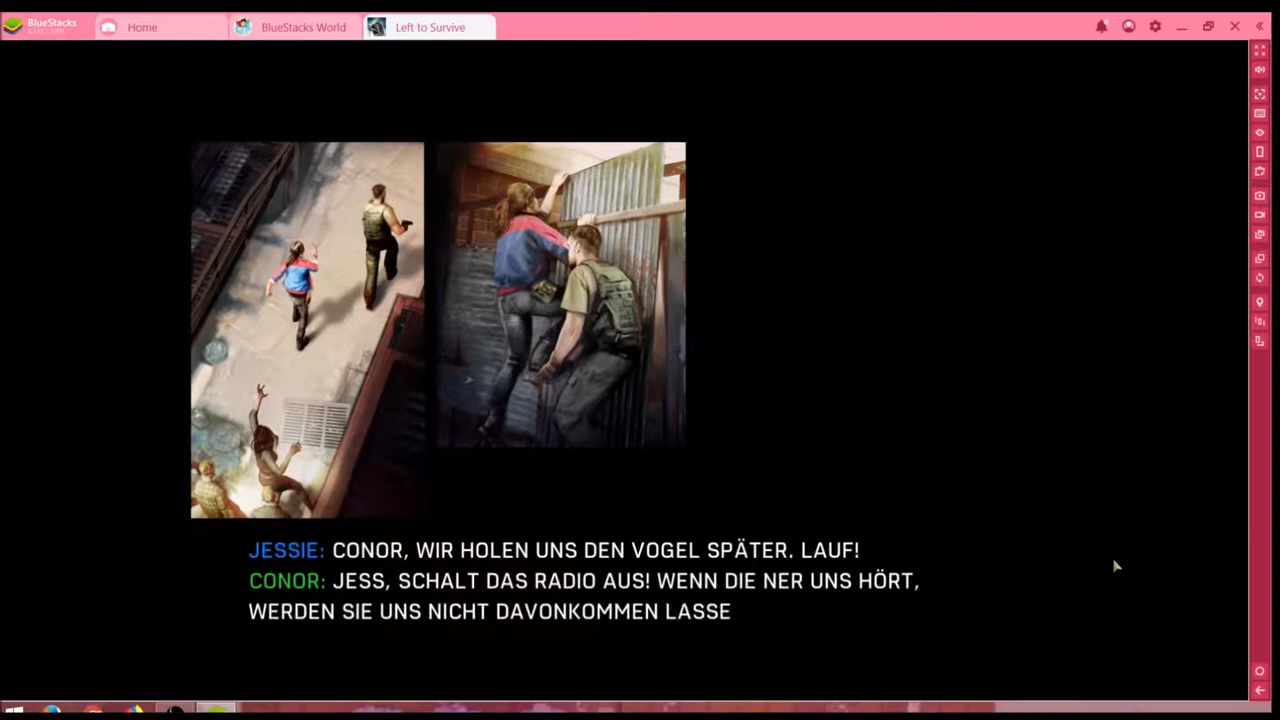 BlueStacks
Home
BlueStacks World
Left to Survive
JESSIE: CONOR, WIR HOLEN UNS DEN VOGEL SPÄTER. LAUF!
CONOR: JESS, SCHALT DAS RADIO AUS! WENN DIE NER UNS HÖRT,
WERDEN SIE UNS NICHT DAVONKOMMEN LASSE